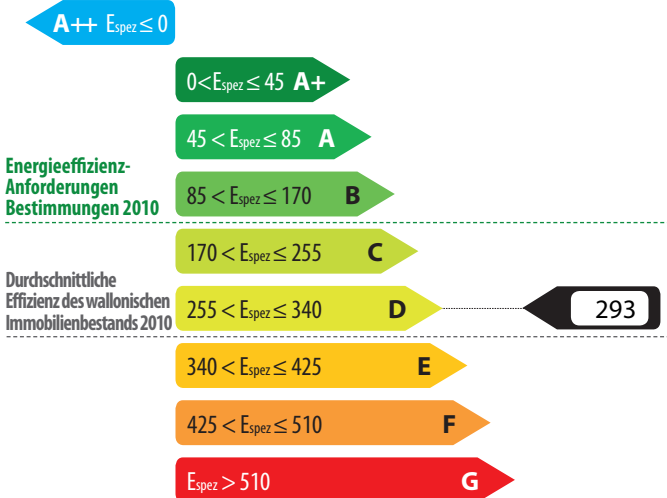 A++ Espez ≤ 0
0<Espez ≤ 45 A+
45 < Espez ≤ 85 A
Energieeffizienz-
Anforderungen
Bestimmungen 2010
85 < Espez ≤ 170 B
170 < Espez ≤ 255 C
Durchschnittliche
Effizienz des wallonischen
Immobilienbestands 2010
255 < Espez ≤ 340 D
293
340 < Espez ≤ 425 E
425 < Espez ≤ 510 F
Espez > 510 G